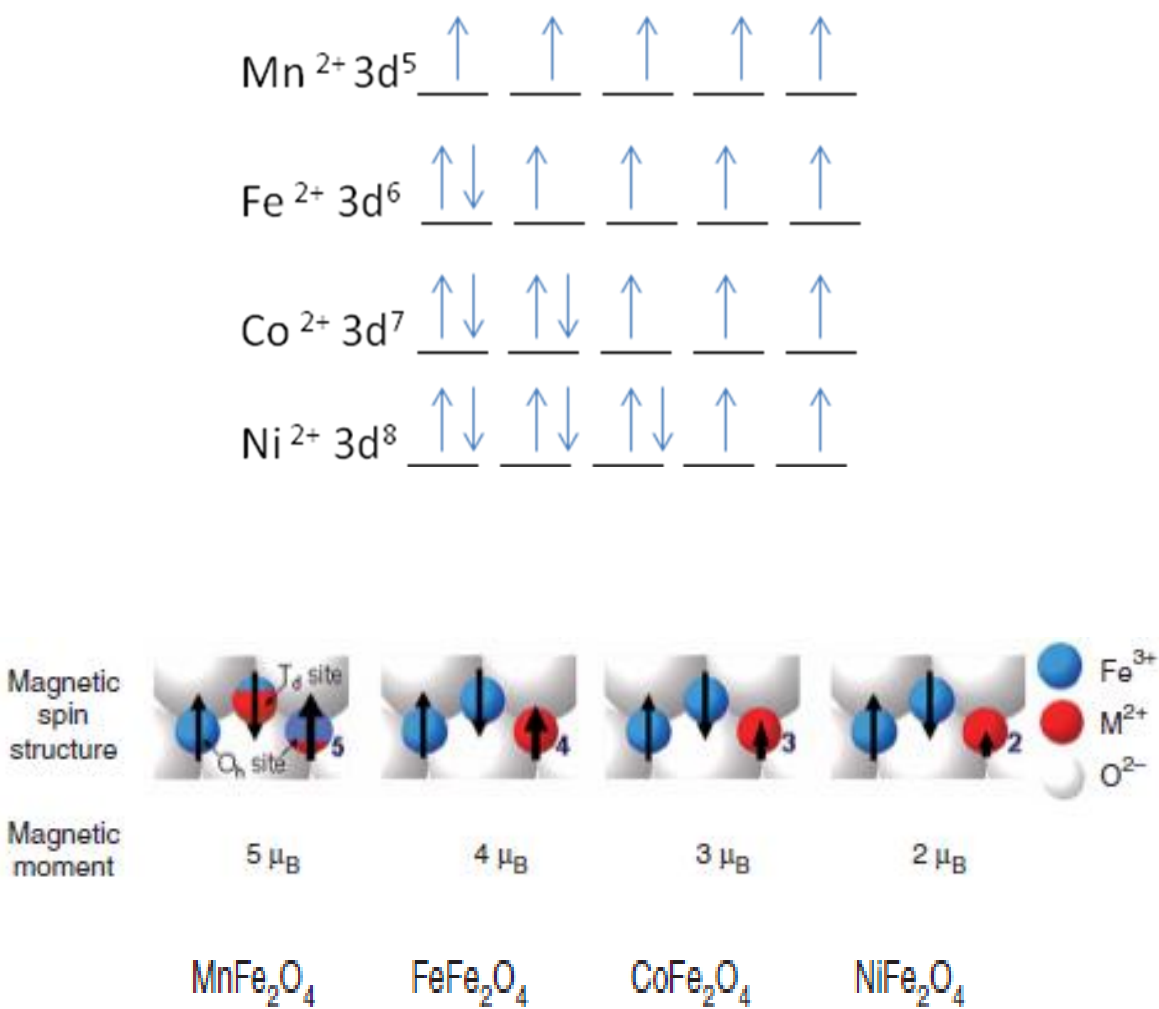 Mn 2+ 3d5
Fe 2+ 3d6
Co 2+ 3d7
Ni 2+ 3d8
Magnetic
spin
structure
Td site
Oh site
5
4
3
2
Fe3+
M2+
O2−
Magnetic
moment
5 μB
4 μB
3 μB
2 μB
MnFe2O4
FeFe2O4
CoFe2O4
NiFe2O4